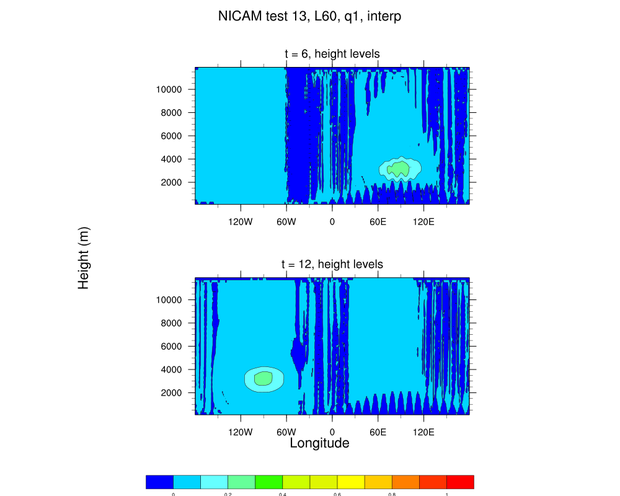 NICAM test 13, L60, q1, interp
t = 6, height levels
10000
8000
6000
4000
2000
120W 60W 0 60E 120E
Height (m)
t = 12, height levels
10000
8000
6000
4000
2000
120W 60W 0 60E 120E
Longitude
0 0.2 0.4 0.6 0.8 1